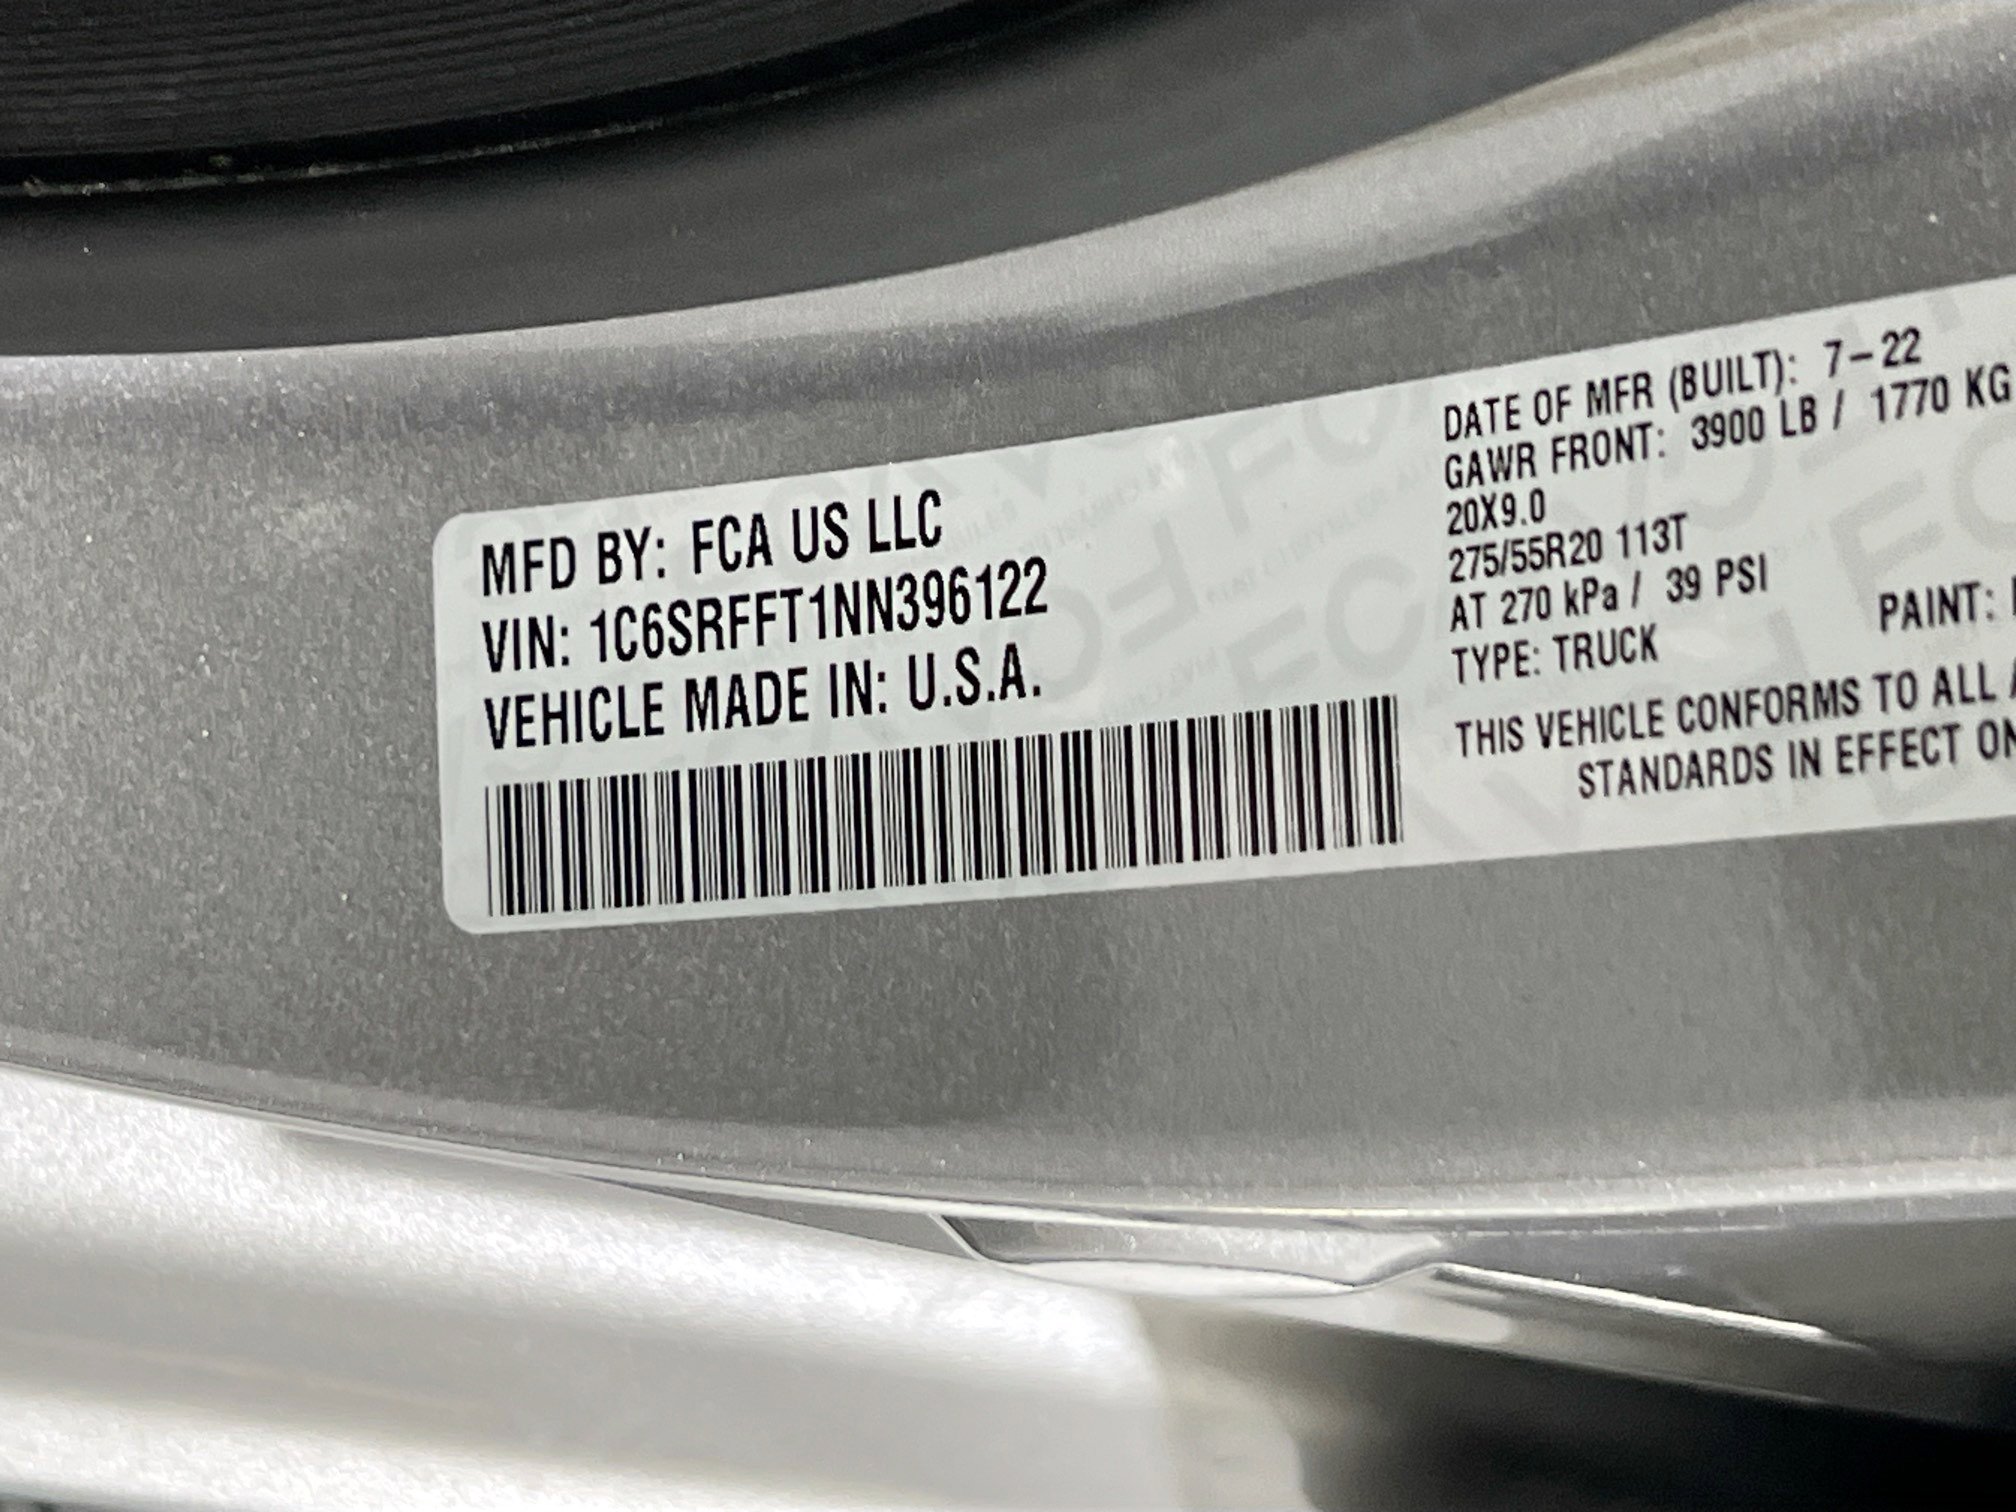 MFD BY: FCA US LLC
VIN: 1C6SRFFT1NN396122
VEHICLE MADE IN: U.S.A.
DATE OF MFR (BUILT): 7-22
GAWR FRONT: 3900 LB / 1770 KG
20X9.0
275/55R20 113T
AT 270 kPa / 39 PSI
TYPE: TRUCK PAINT:
THIS VEHICLE CONFORMS TO ALL
STANDARDS IN EFFECT ON